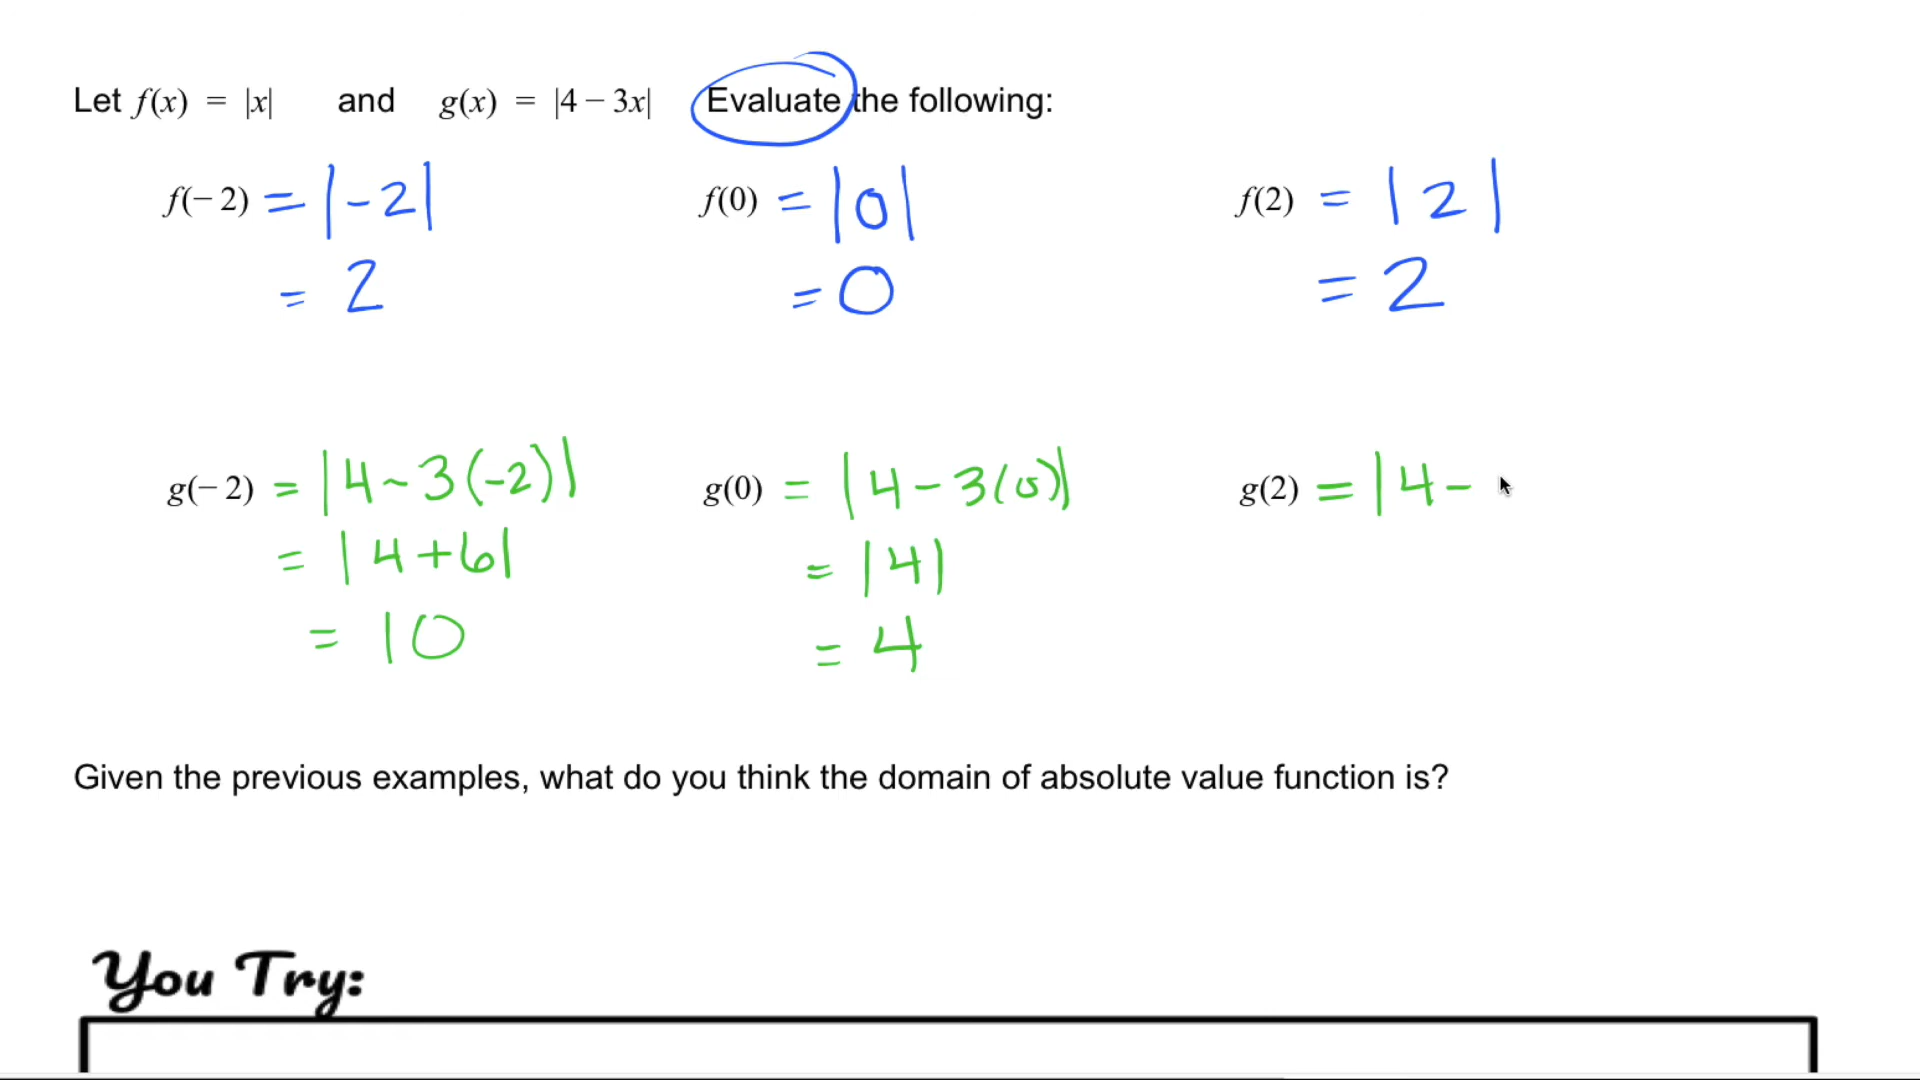 Let f(x) = |x| and g(x) = |4 − 3x| Evaluate the following:
f(− 2) = |-2| f(0) = |0| f(2) = |2|
= 2 = 0 = 2
g(− 2) = |4-3(-2)| g(0) = |4-3(0)| g(2) = |4-
= |4+6| = |4|
= 10 = 4
Given the previous examples, what do you think the domain of absolute value function is?
You Try: